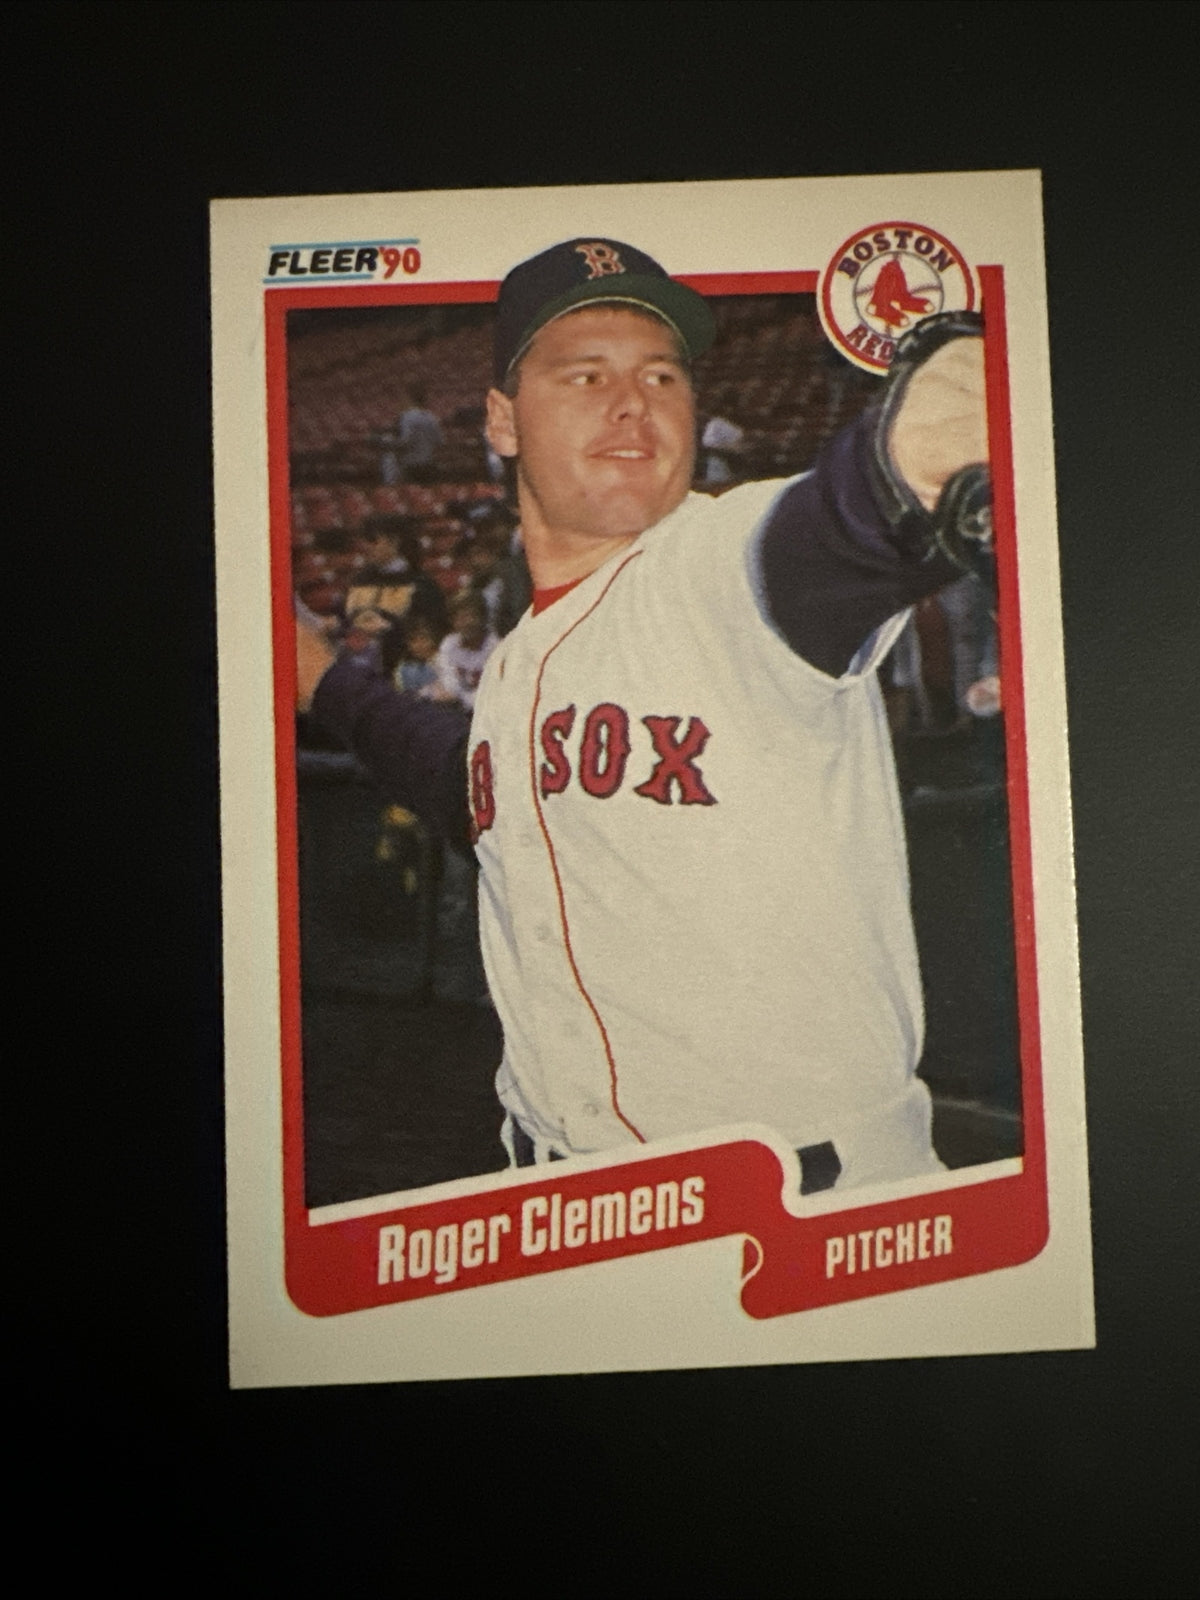 FLEER '90
BOSTON
RED
B
SOX
Roger Clemens
PITCHER